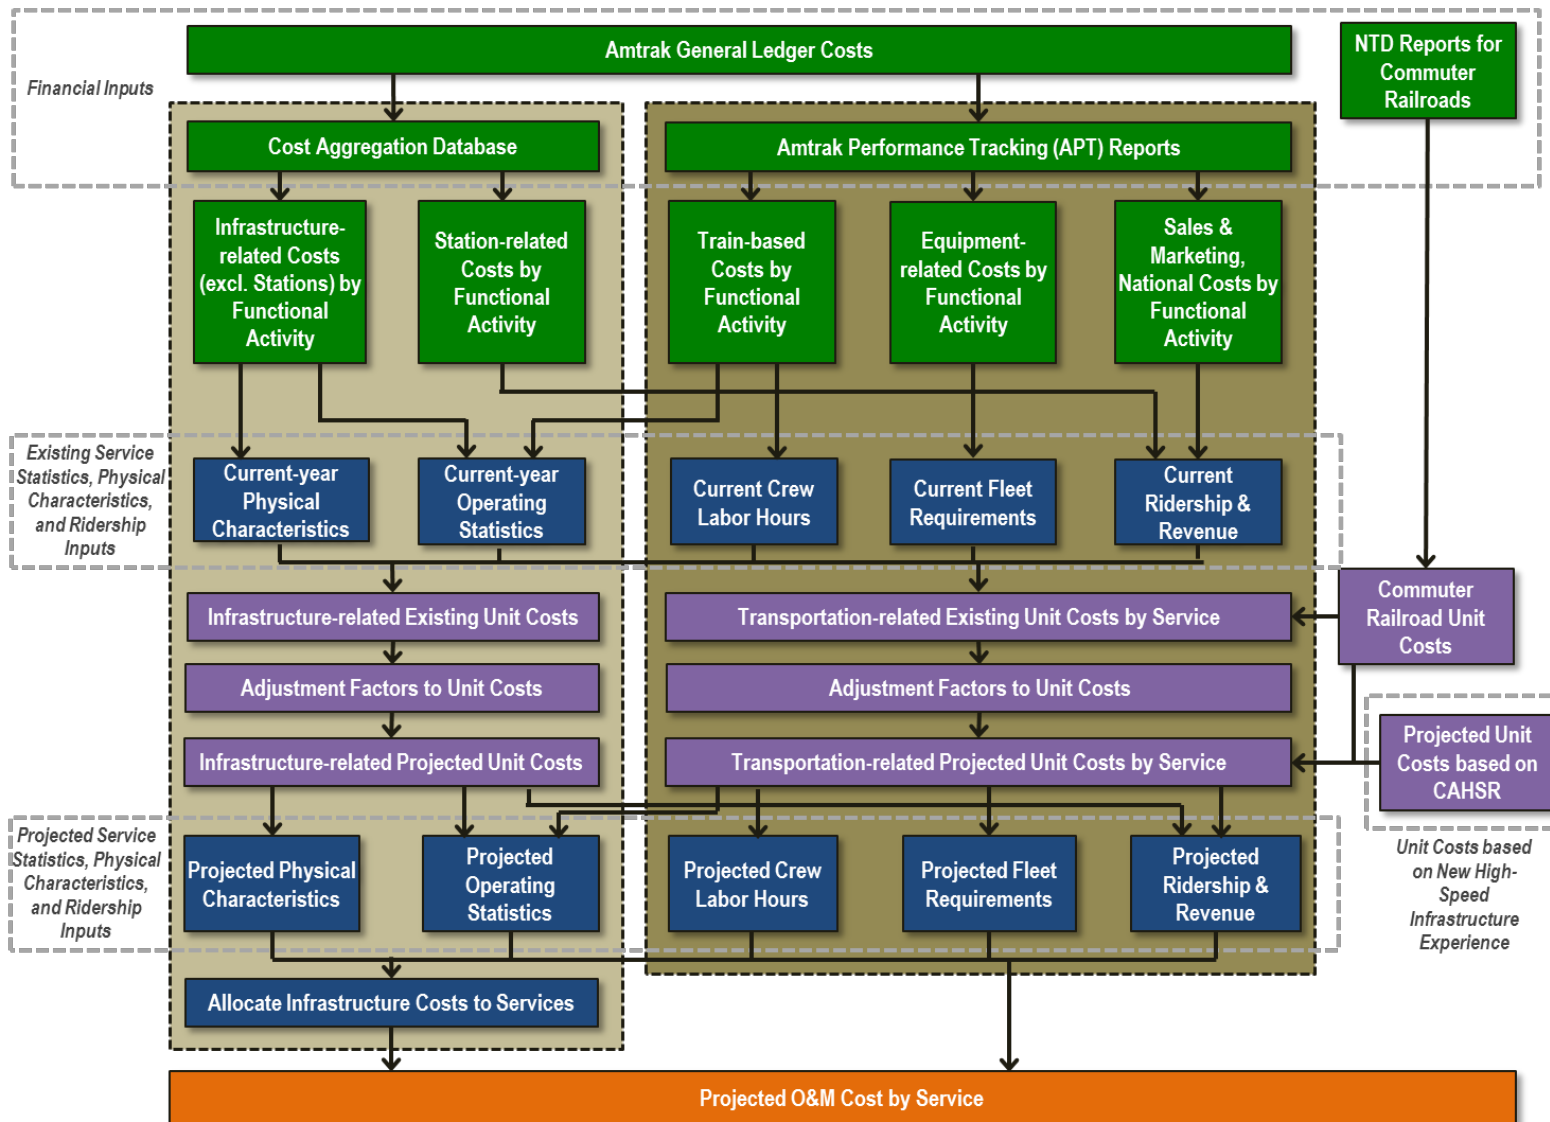 Amtrak General Ledger Costs
NTD Reports for
Commuter
Railroads
Financial Inputs
Cost Aggregation Database
Amtrak Performance Tracking (APT) Reports
Infrastructure-
related Costs
(excl. Stations) by
Functional
Activity
Station-related
Costs by
Functional
Activity
Train-based
Costs by
Functional
Activity
Equipment-
related Costs by
Functional
Activity
Sales &
Marketing,
National Costs by
Functional
Activity
Existing Service
Statistics, Physical
Characteristics,
and Ridership
Inputs
Current-year
Physical
Characteristics
Current-year
Operating
Statistics
Current Crew
Labor Hours
Current Fleet
Requirements
Current
Ridership &
Revenue
Infrastructure-related Existing Unit Costs
Transportation-related Existing Unit Costs by Service
Commuter
Railroad Unit
Costs
Adjustment Factors to Unit Costs
Adjustment Factors to Unit Costs
Infrastructure-related Projected Unit Costs
Transportation-related Projected Unit Costs by Service
Projected Unit
Costs based on
CAHSR
Projected Service
Statistics, Physical
Characteristics,
and Ridership
Inputs
Projected Physical
Characteristics
Projected
Operating
Statistics
Projected Crew
Labor Hours
Projected Fleet
Requirements
Projected
Ridership &
Revenue
Unit Costs based
on New High-
Speed
Infrastructure
Experience
Allocate Infrastructure Costs to Services
Projected O&M Cost by Service